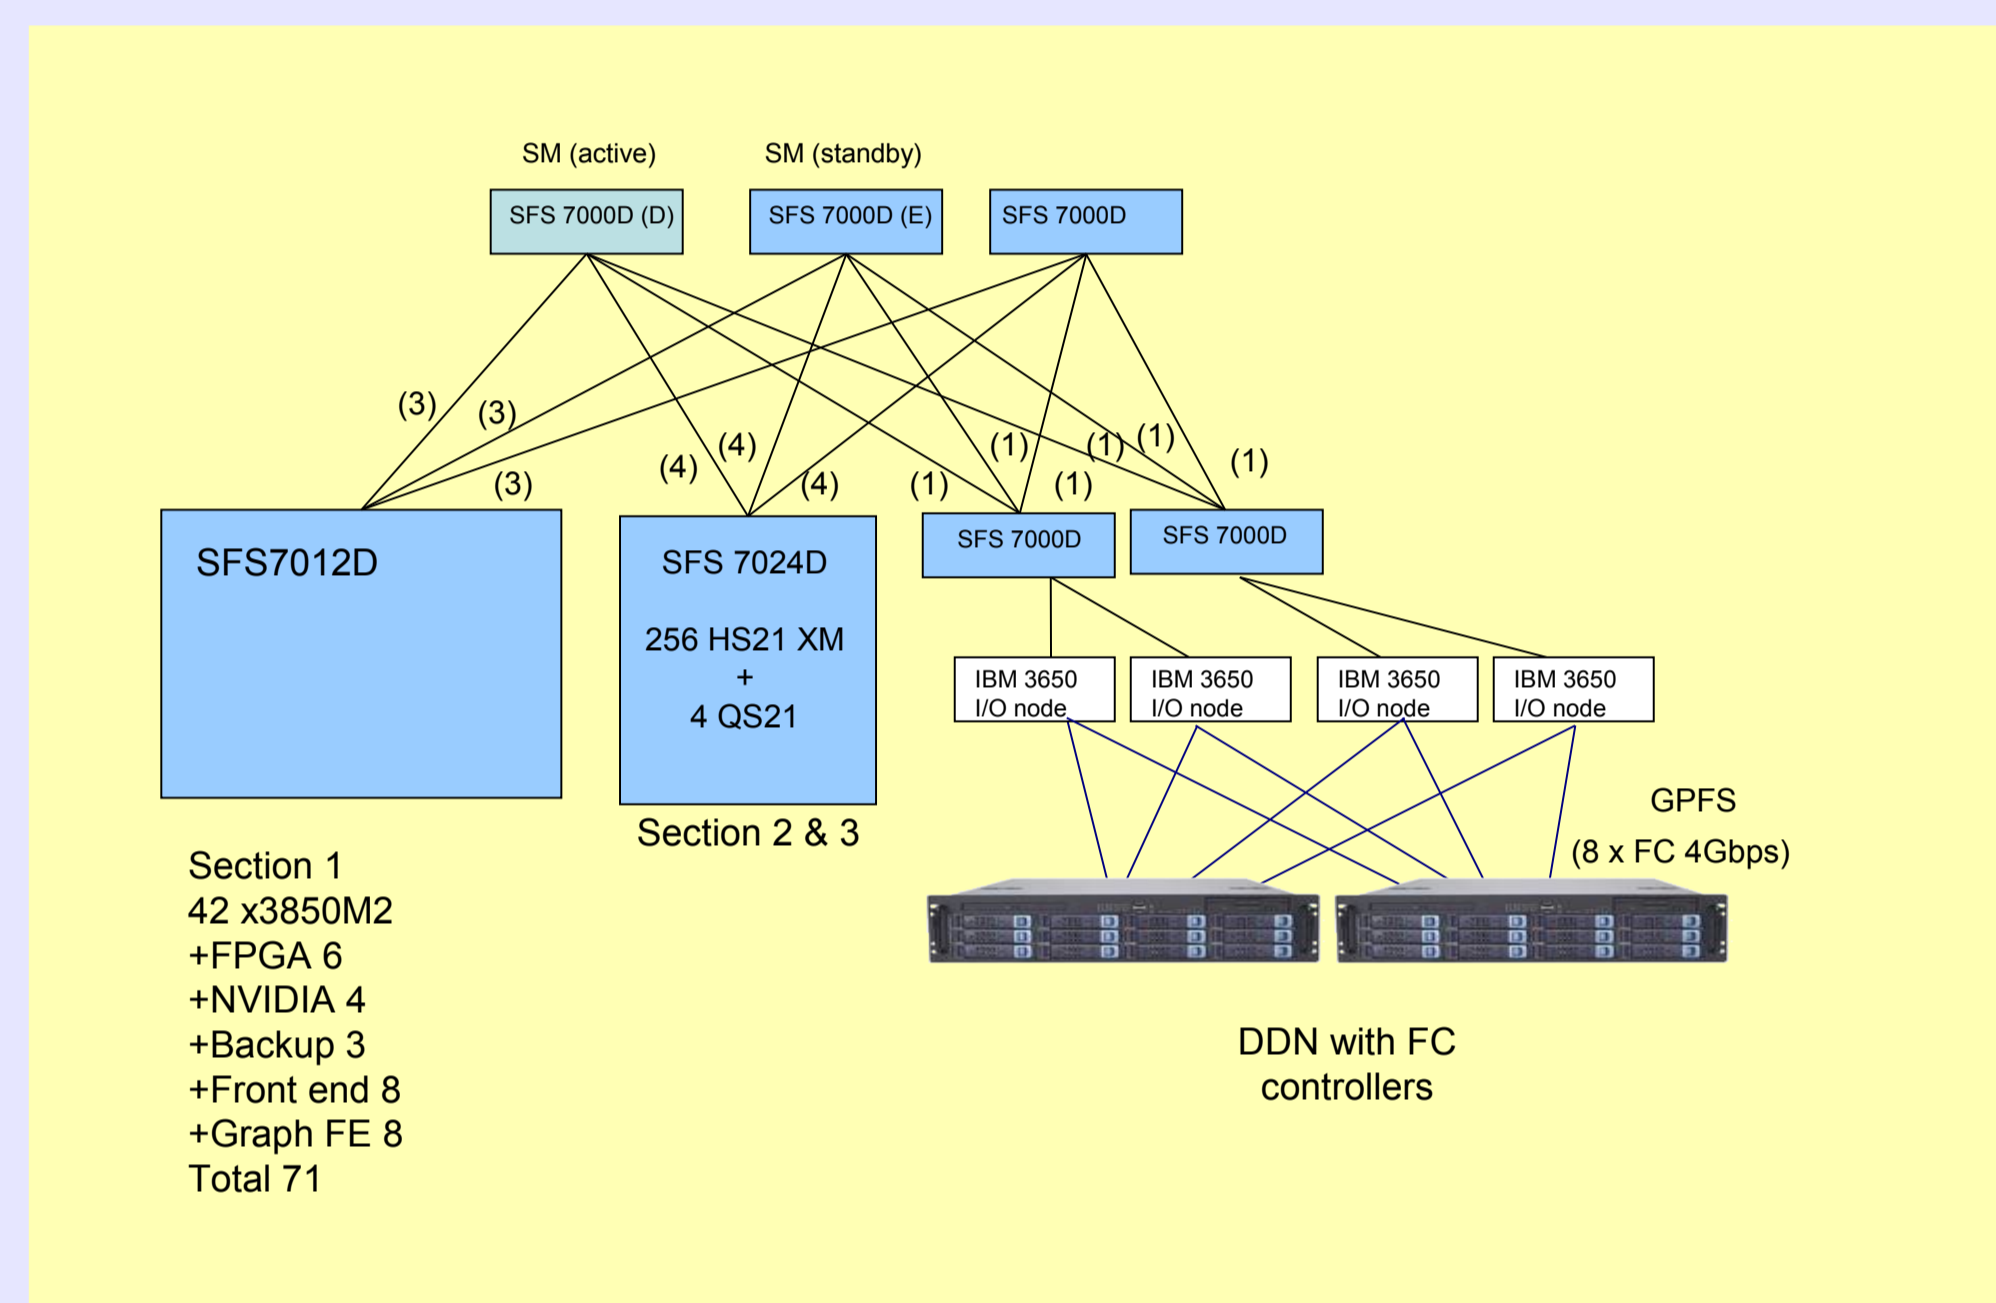 SM (active)
SM (standby)
SFS 7000D (D)
SFS 7000D (E)
SFS 7000D
(3)
(3)
(3)
(4)
(4)
(4)
(1)
(1)
(1)
(1)
(1)
(1)
SFS7012D
SFS 7024D
256 HS21 XM
+
4 QS21
SFS 7000D
SFS 7000D
IBM 3650
I/O node
IBM 3650
I/O node
IBM 3650
I/O node
IBM 3650
I/O node
Section 2 & 3
GPFS
(8 x FC 4Gbps)
Section 1
42 x3850M2
+FPGA 6
+NVIDIA 4
+Backup 3
+Front end 8
+Graph FE 8
Total 71
DDN with FC
controllers